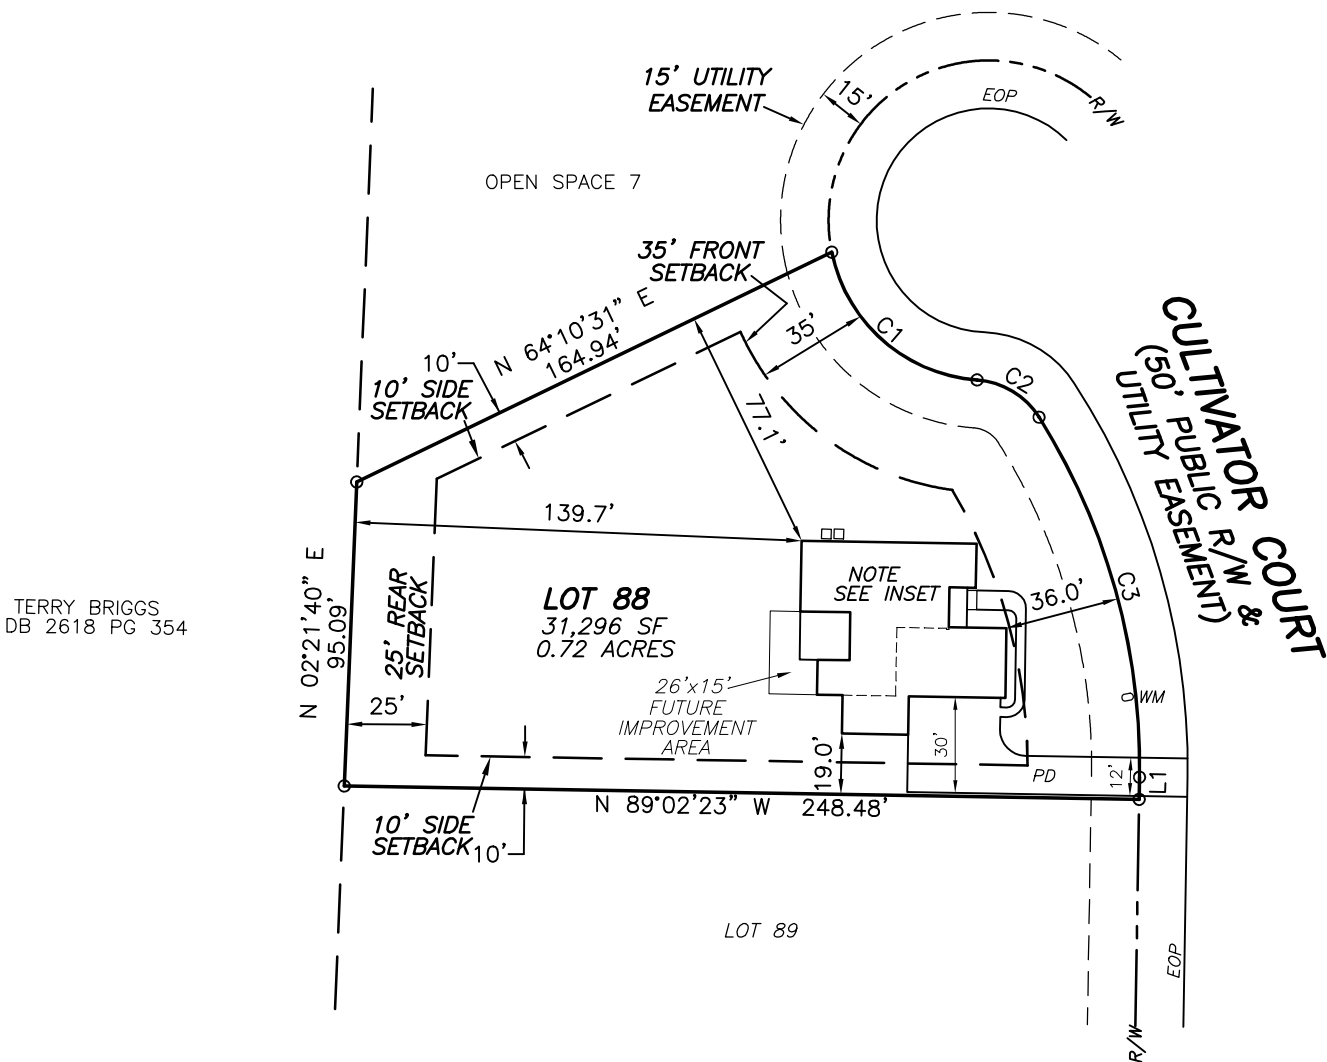 15' UTILITY
EASEMENT
15'
EOP
R/W
OPEN SPACE 7
35' FRONT
SETBACK
35'
C1
C2
N 64°10'31" E
164.94'
10'
10' SIDE
SETBACK
77.1'
CULTIVATOR COURT
(50' PUBLIC R/W &
UTILITY EASEMENT)
139.7'
NOTE
SEE INSET
36.0'
C3
TERRY BRIGGS
DB 2618 PG 354
N 02°21'40" E
95.09'
25' REAR
SETBACK
LOT 88
31,296 SF
0.72 ACRES
26'x15'
FUTURE
IMPROVEMENT
AREA
25'
WM
19.0'
30'
PD
12'
L1
N 89°02'23" W 248.48'
10' SIDE
SETBACK
10'
LOT 89
EOP
R/W